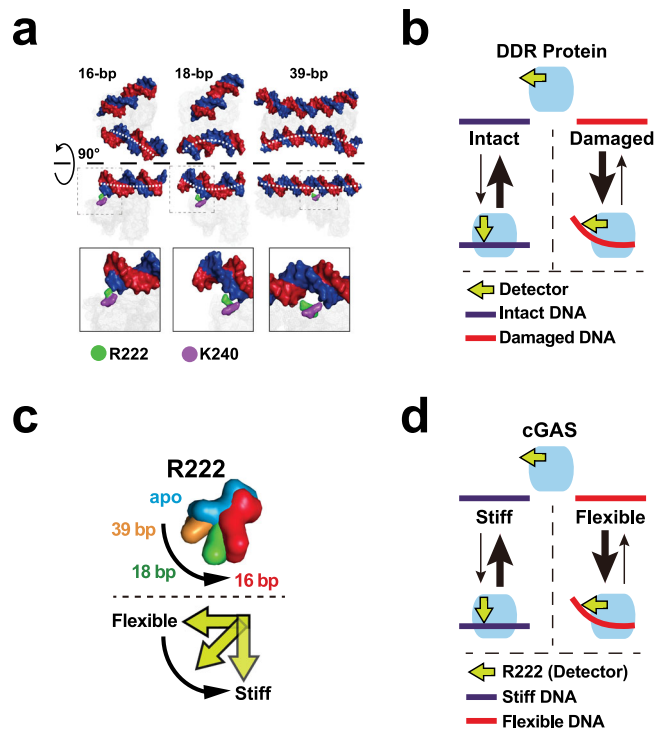 a
16-bp 18-bp 39-bp
90°
R222 K240
b
DDR Protein
Intact Damaged
Detector
Intact DNA
Damaged DNA
c
R222
apo
39 bp
18 bp
16 bp
Flexible
Stiff
d
cGAS
Stiff Flexible
R222 (Detector)
Stiff DNA
Flexible DNA